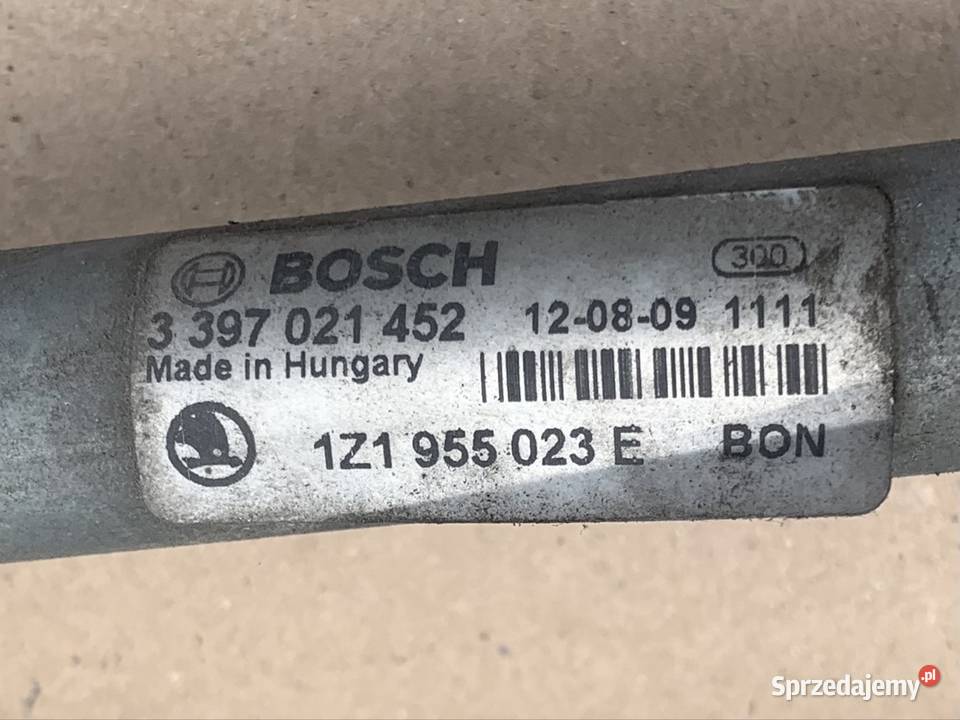 BOSCH 300
3 397 021 452 12-08-09 1111
Made in Hungary
1Z1 955 023 E BON
Sprzedajemy.pl